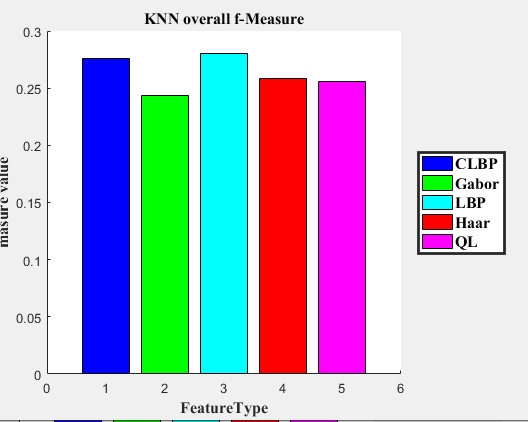 KNN overall f-Measure
0.3
0.25
0.2
0.15
0.1
0.05
0
masure value
0 1 2 3 4 5 6
FeatureType
CLBP
Gabor
LBP
Haar
QL